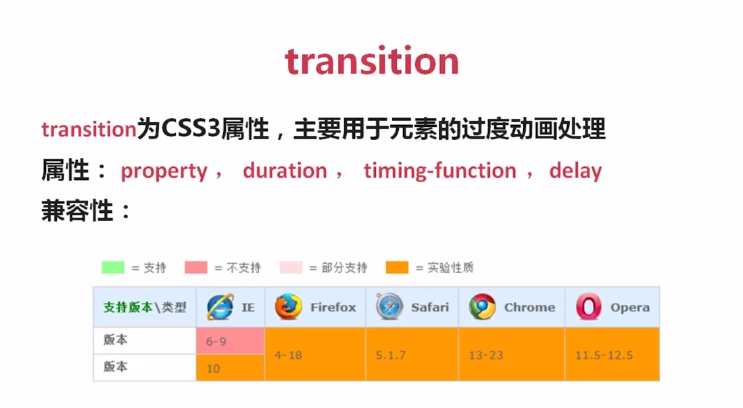 transition
transition为CSS3属性，主要用于元素的过度动画处理
属性： property ， duration ， timing-function ，delay
兼容性：
= 支持 = 不支持 = 部分支持 = 实验性质
支持版本\类型 IE Firefox Safari Chrome Opera
版本 6-9 4-18 5.1.7 13-23 11.5-12.5
版本 10